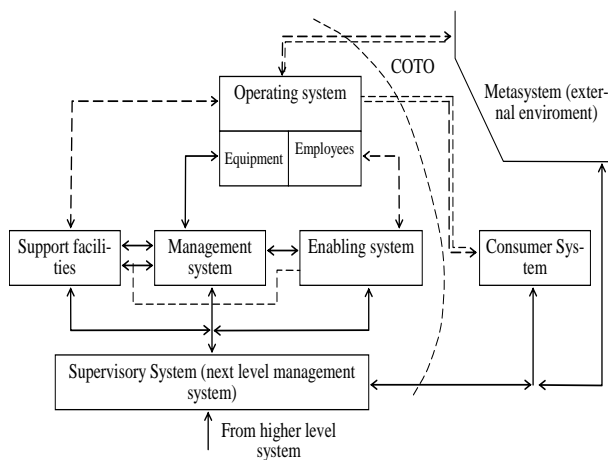 COTO
Metasystem (exter-
nal enviroment)
Operating system
Equipment
Employees
Support facili-
ties
Management
system
Enabling system
Consumer Sys-
tem
Supervisory System (next level management
system)
From higher level
system